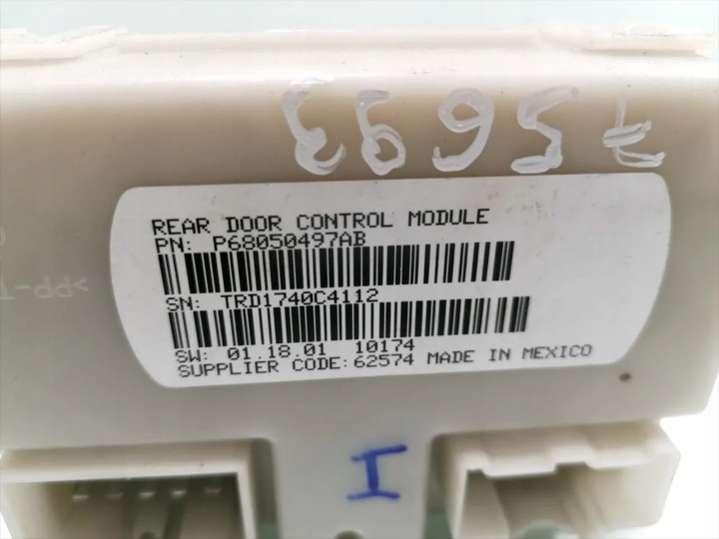 REAR DOOR CONTROL MODULE
PN: P68050497AB
SN: TRD1740C4112
SW: 01.18.01 10174
SUPPLIER CODE:62574 MADE IN MEXICO
I